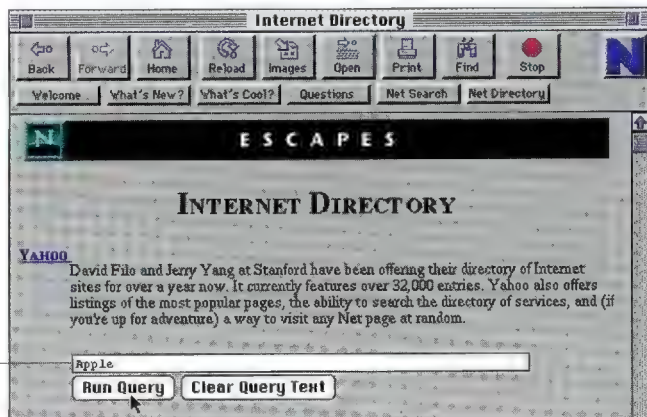 Internet Directory
Back Forward Home Reload Images Open Print Find Stop
N
Welcome What's New? What's Cool? Questions Net Search Net Directory
N ESCAPES
INTERNET DIRECTORY
YAHOO
David Filo and Jerry Yang at Stanford have been offering their directory of Internet
sites for over a year now. It currently features over 32,000 entries. Yahoo also offers
listings of the most popular pages, the ability to search the directory of services, and (if
you're up for adventure) a way to visit any Net page at random.
Apple
Run Query Clear Query Text